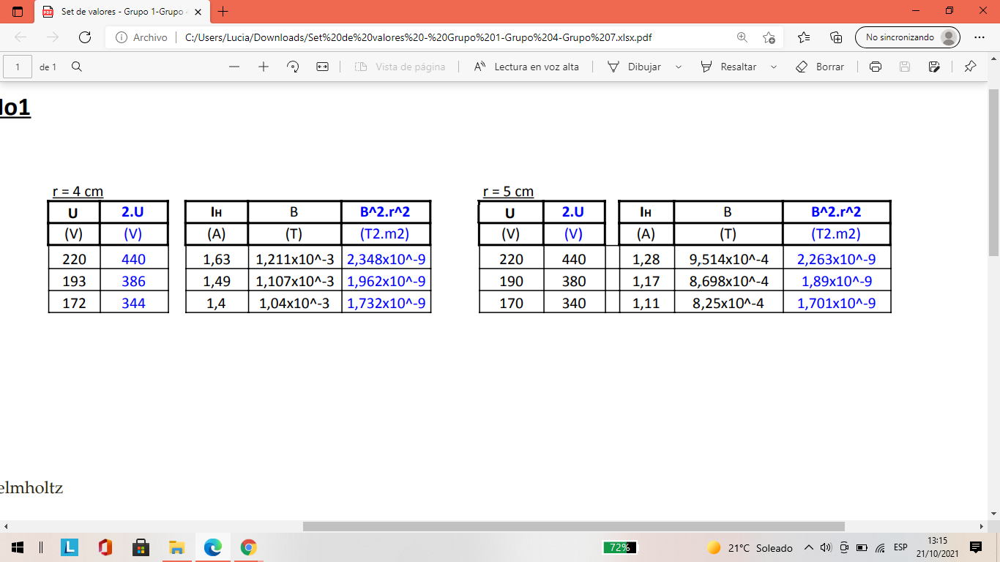 Set de valores - Grupo 1-Grupo
Archivo C:/Users/Lucia/Downloads/Set%20de%20valores%20-%20Grupo%201-Grupo%204-Grupo%207.xlsx.pdf No sincronizando
1 de 1 Vista de página Lectura en voz alta Dibujar Resaltar Borrar
lo1
r = 4 cm r = 5 cm
U 2.U IH B B^2.r^2 U 2.U IH B B^2.r^2
(V) (V) (A) (T) (T2.m2) (V) (V) (A) (T) (T2.m2)
220 440 1,63 1,211x10^-3 2,348x10^-9 220 440 1,28 9,514x10^-4 2,263x10^-9
193 386 1,49 1,107x10^-3 1,962x10^-9 190 380 1,17 8,698x10^-4 1,89x10^-9
172 344 1,4 1,04x10^-3 1,732x10^-9 170 340 1,11 8,25x10^-4 1,701x10^-9
elmholtz
72% 21°C Soleado ESP 13:15
21/10/2021